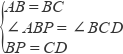 AB = BC
∠ABP = ∠BCD
BP = CD